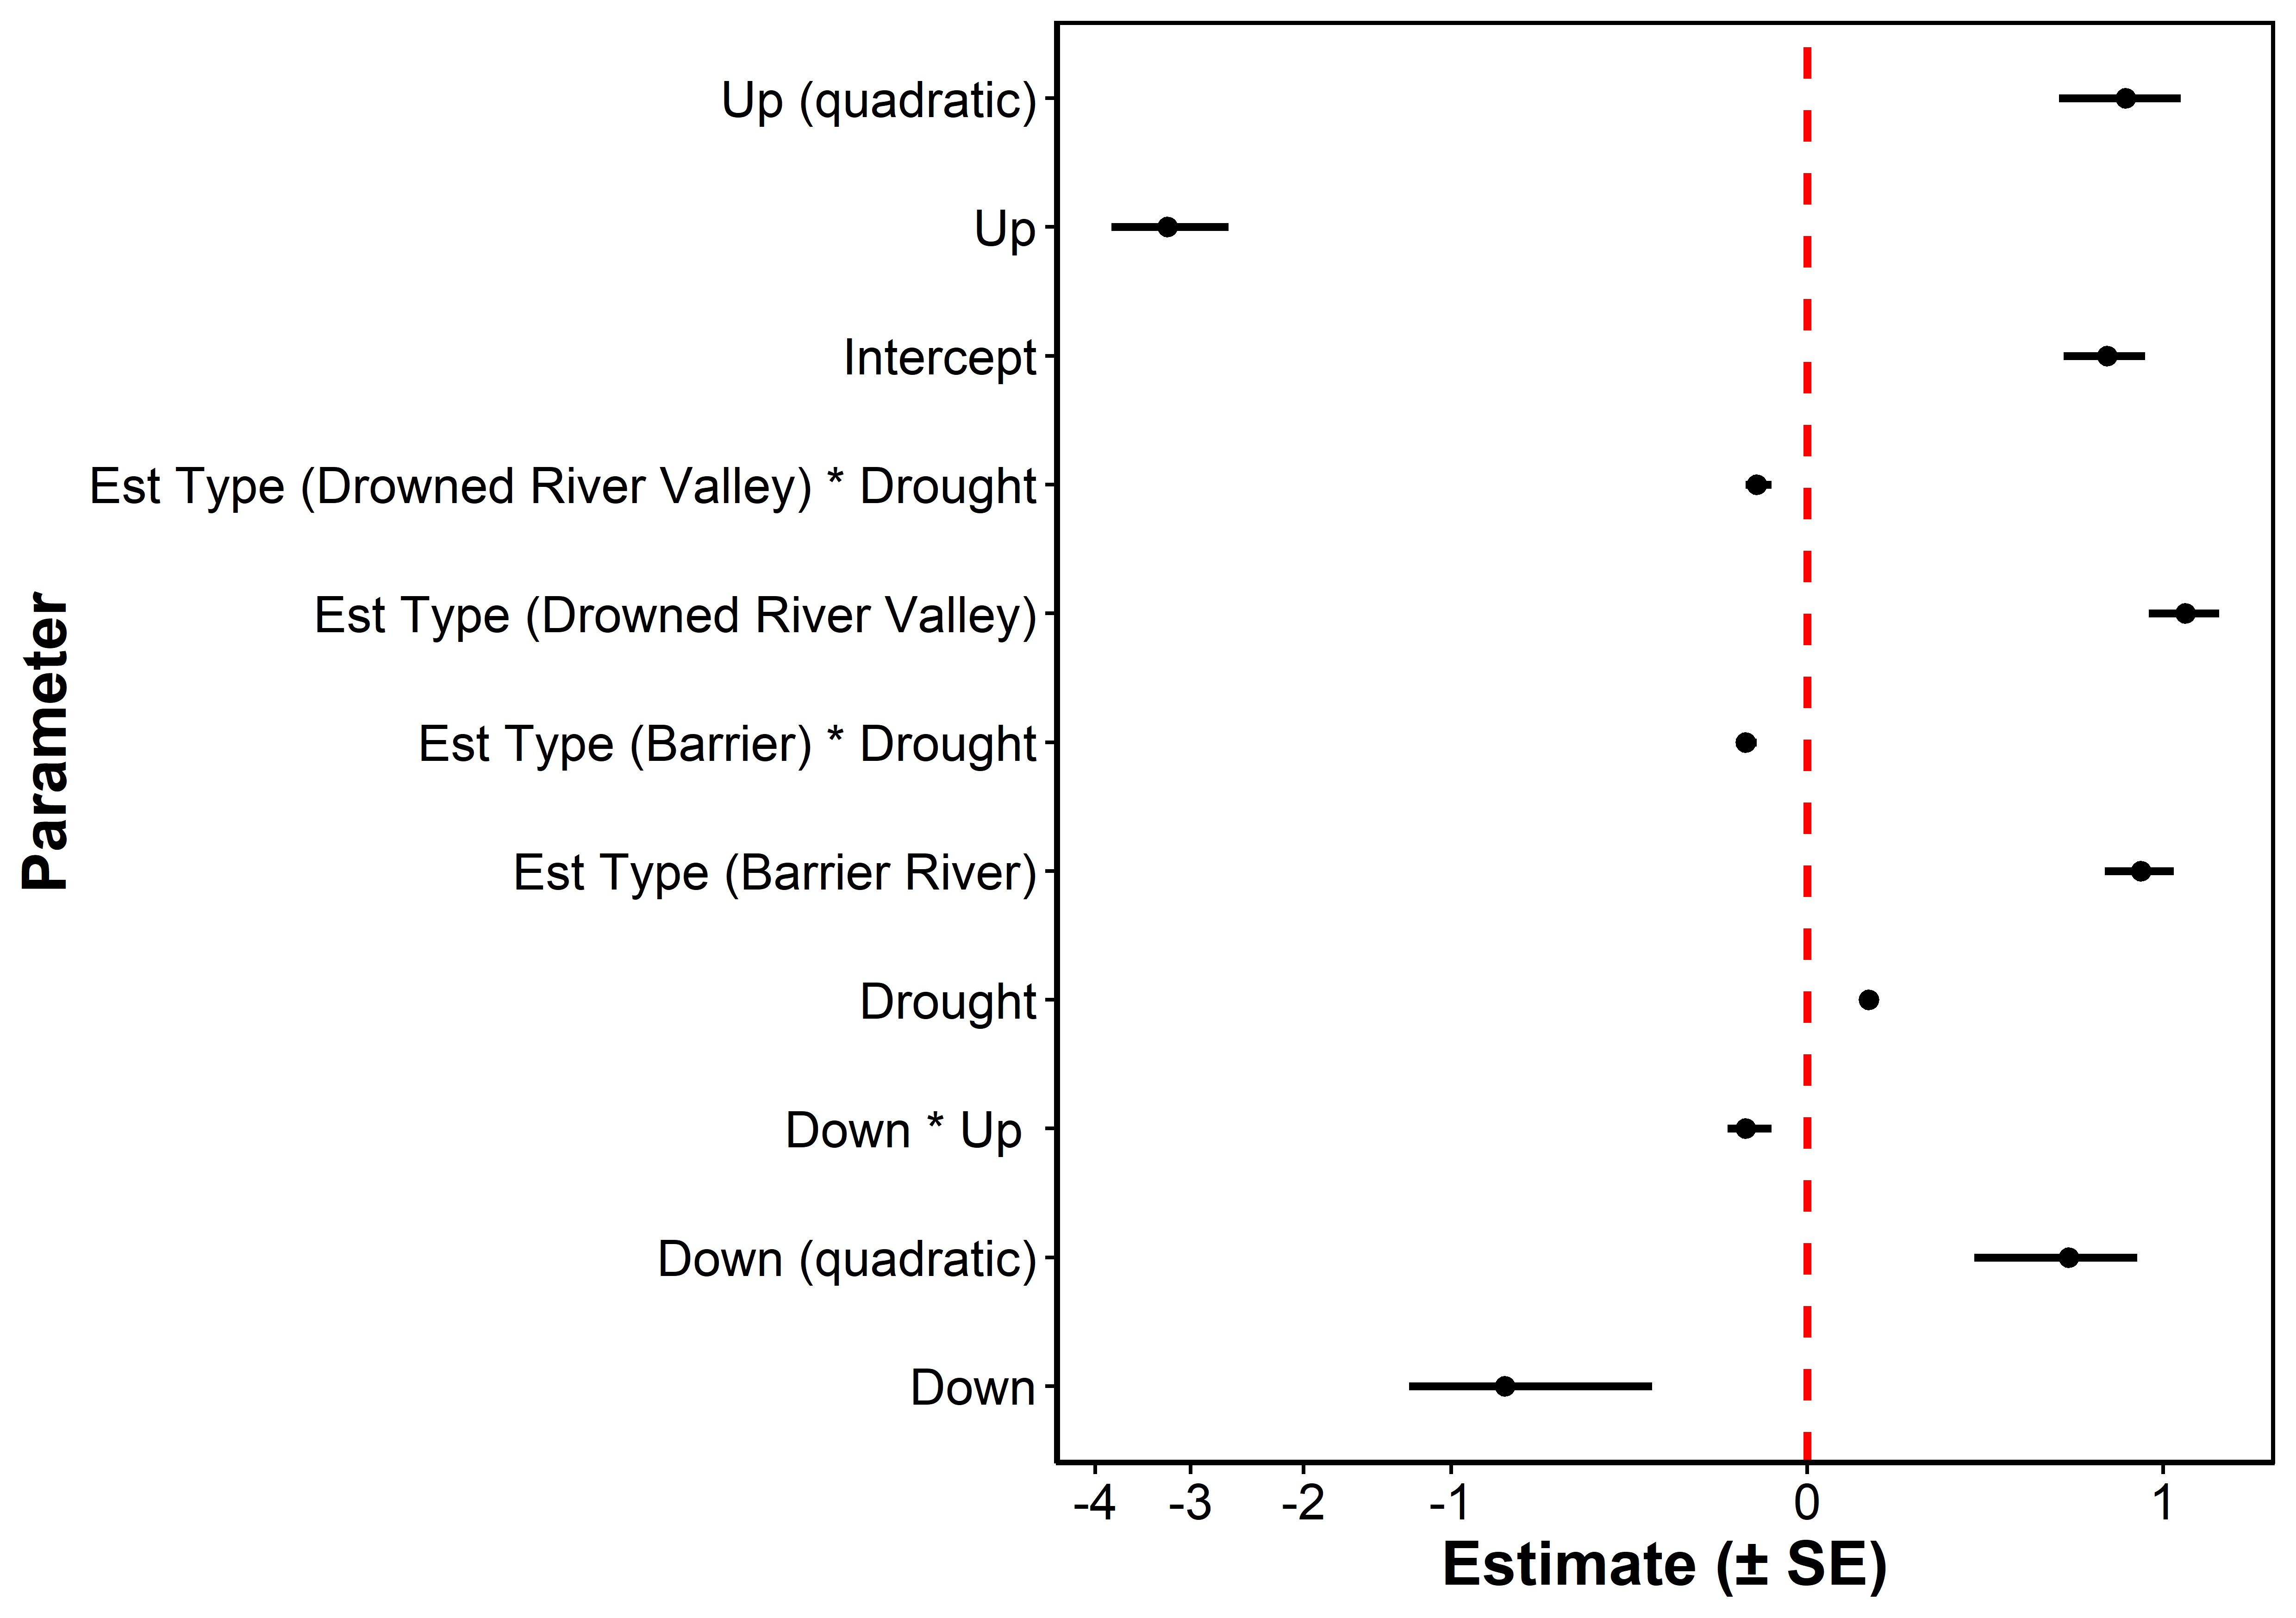 Up (quadratic)
Up
Intercept
Est Type (Drowned River Valley) * Drought
Est Type (Drowned River Valley)
Est Type (Barrier) * Drought
Est Type (Barrier River)
Drought
Down * Up
Down (quadratic)
Down
Parameter
-4 -3 -2 -1 0 1
Estimate (± SE)